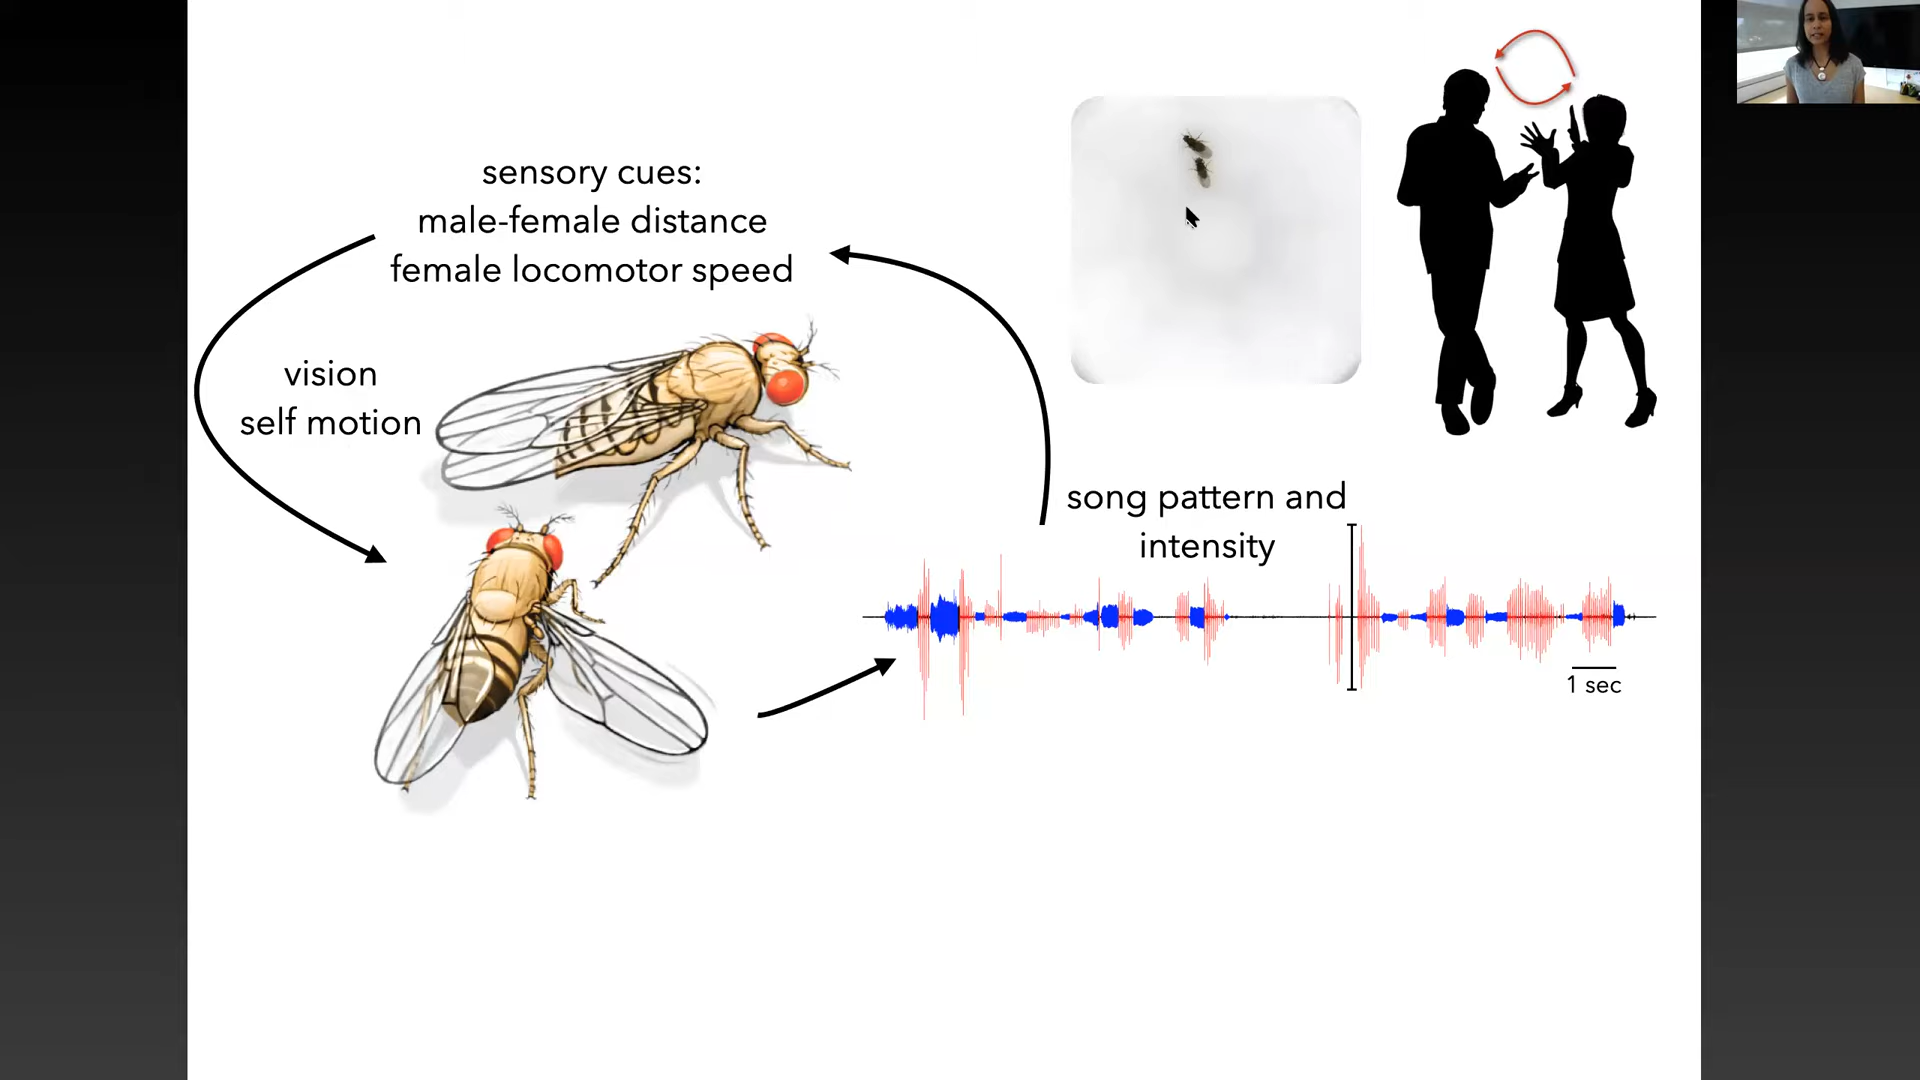 sensory cues:
male-female distance
female locomotor speed
vision
self motion
song pattern and
intensity
1 sec